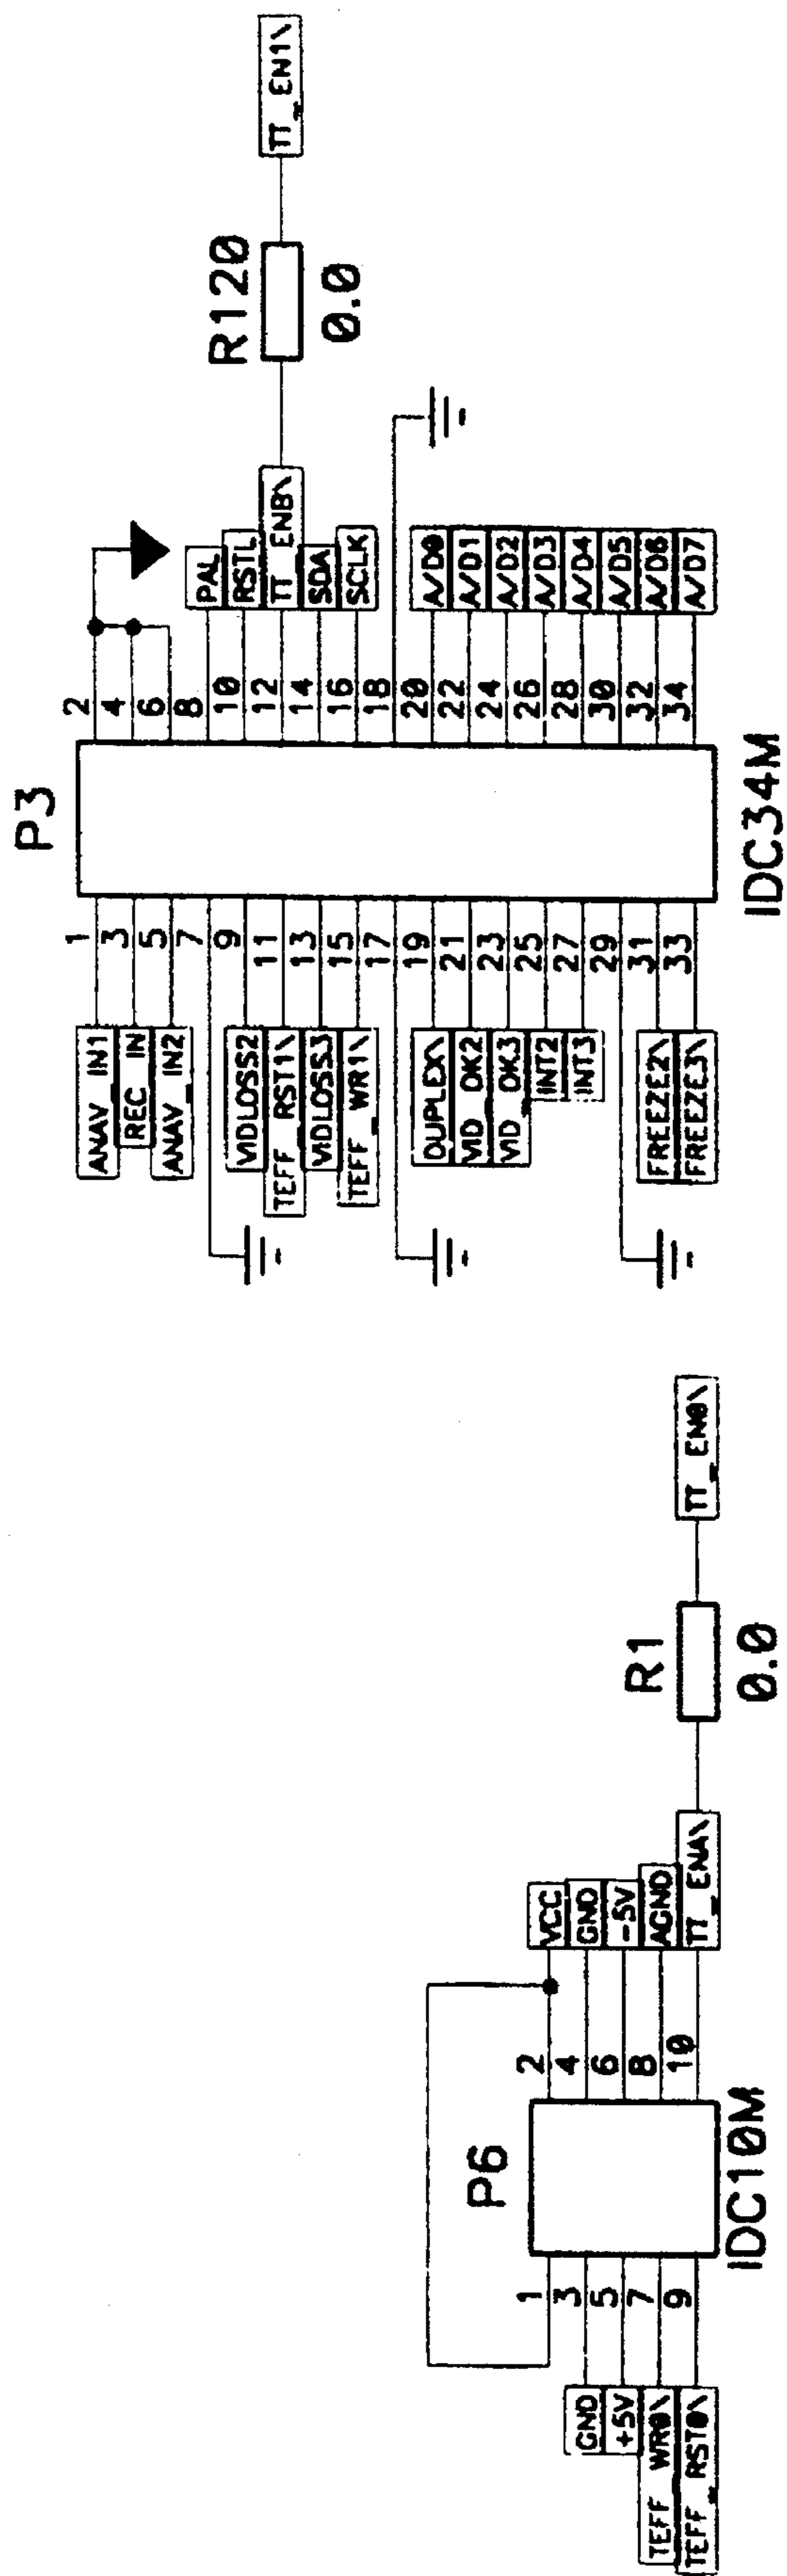 P6
1 2 VCC
GND 3 4 GND
+5V 5 6 -5V
TEFF_WR0\ 7 8 AGND
TEFF_RST0\ 9 10 TT_ENA\
IDC10M
R1
0.0
TT_EN0\
P3
ANAV_IN1 1 2
REC_IN 3 4
ANAV_IN2 5 6
7 8 PAL
VIDLOSS2 9 10 RSTL
TEFF_RST1\ 11 12 TT_ENB\
VIDLOSS3 13 14 SDA
TEFF_WR1\ 15 16 SCLK
17 18
DUPLEX\ 19 20 A/D0
VID_OK2 21 22 A/D1
VID_OK3 23 24 A/D2
INT2 25 26 A/D3
INT3 27 28 A/D4
29 30 A/D5
FREEZE2\ 31 32 A/D6
FREEZE3\ 33 34 A/D7
IDC34M
R120
0.0
TT_EN1\